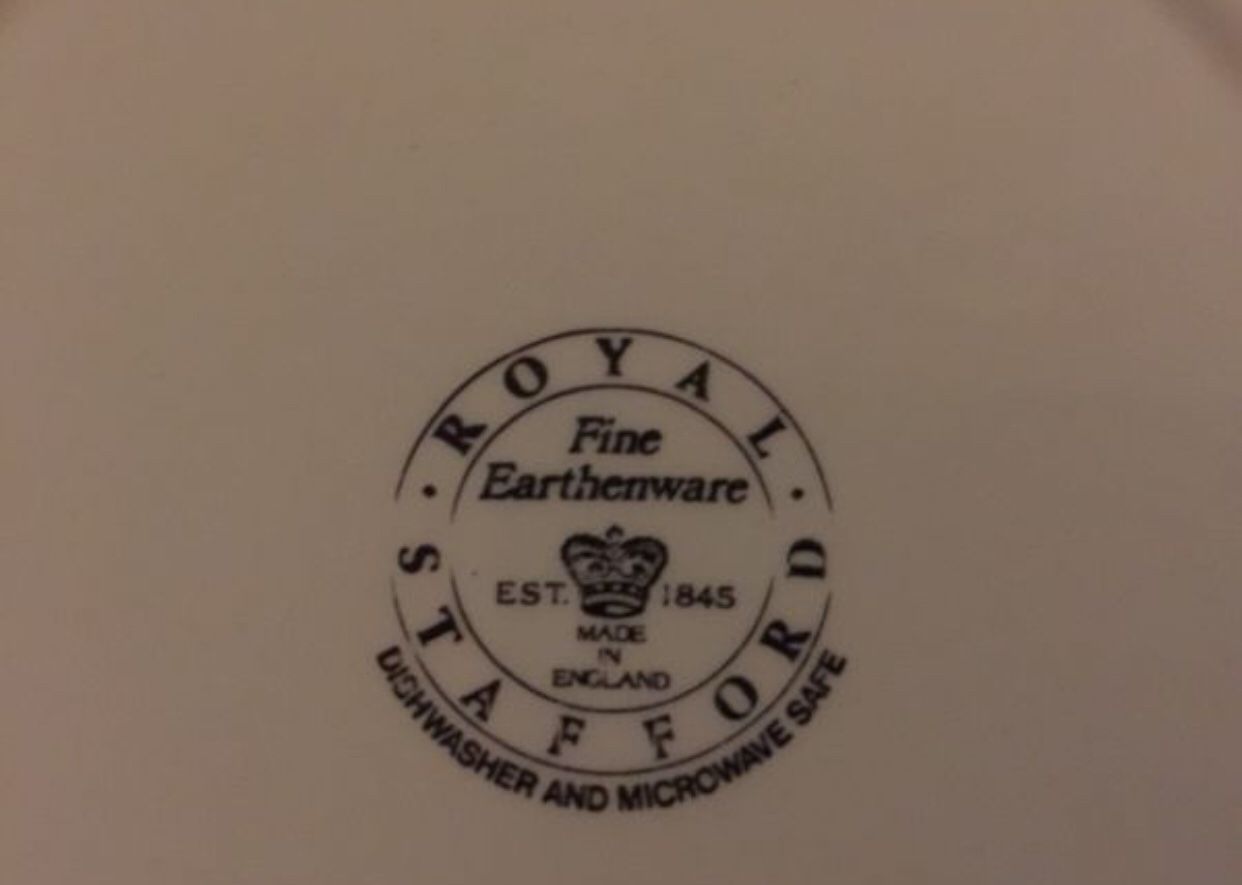 ROYAL
Fine
Earthenware
EST. 1845
MADE
IN
ENGLAND
STAFFORD
DISHWASHER AND MICROWAVE SAFE